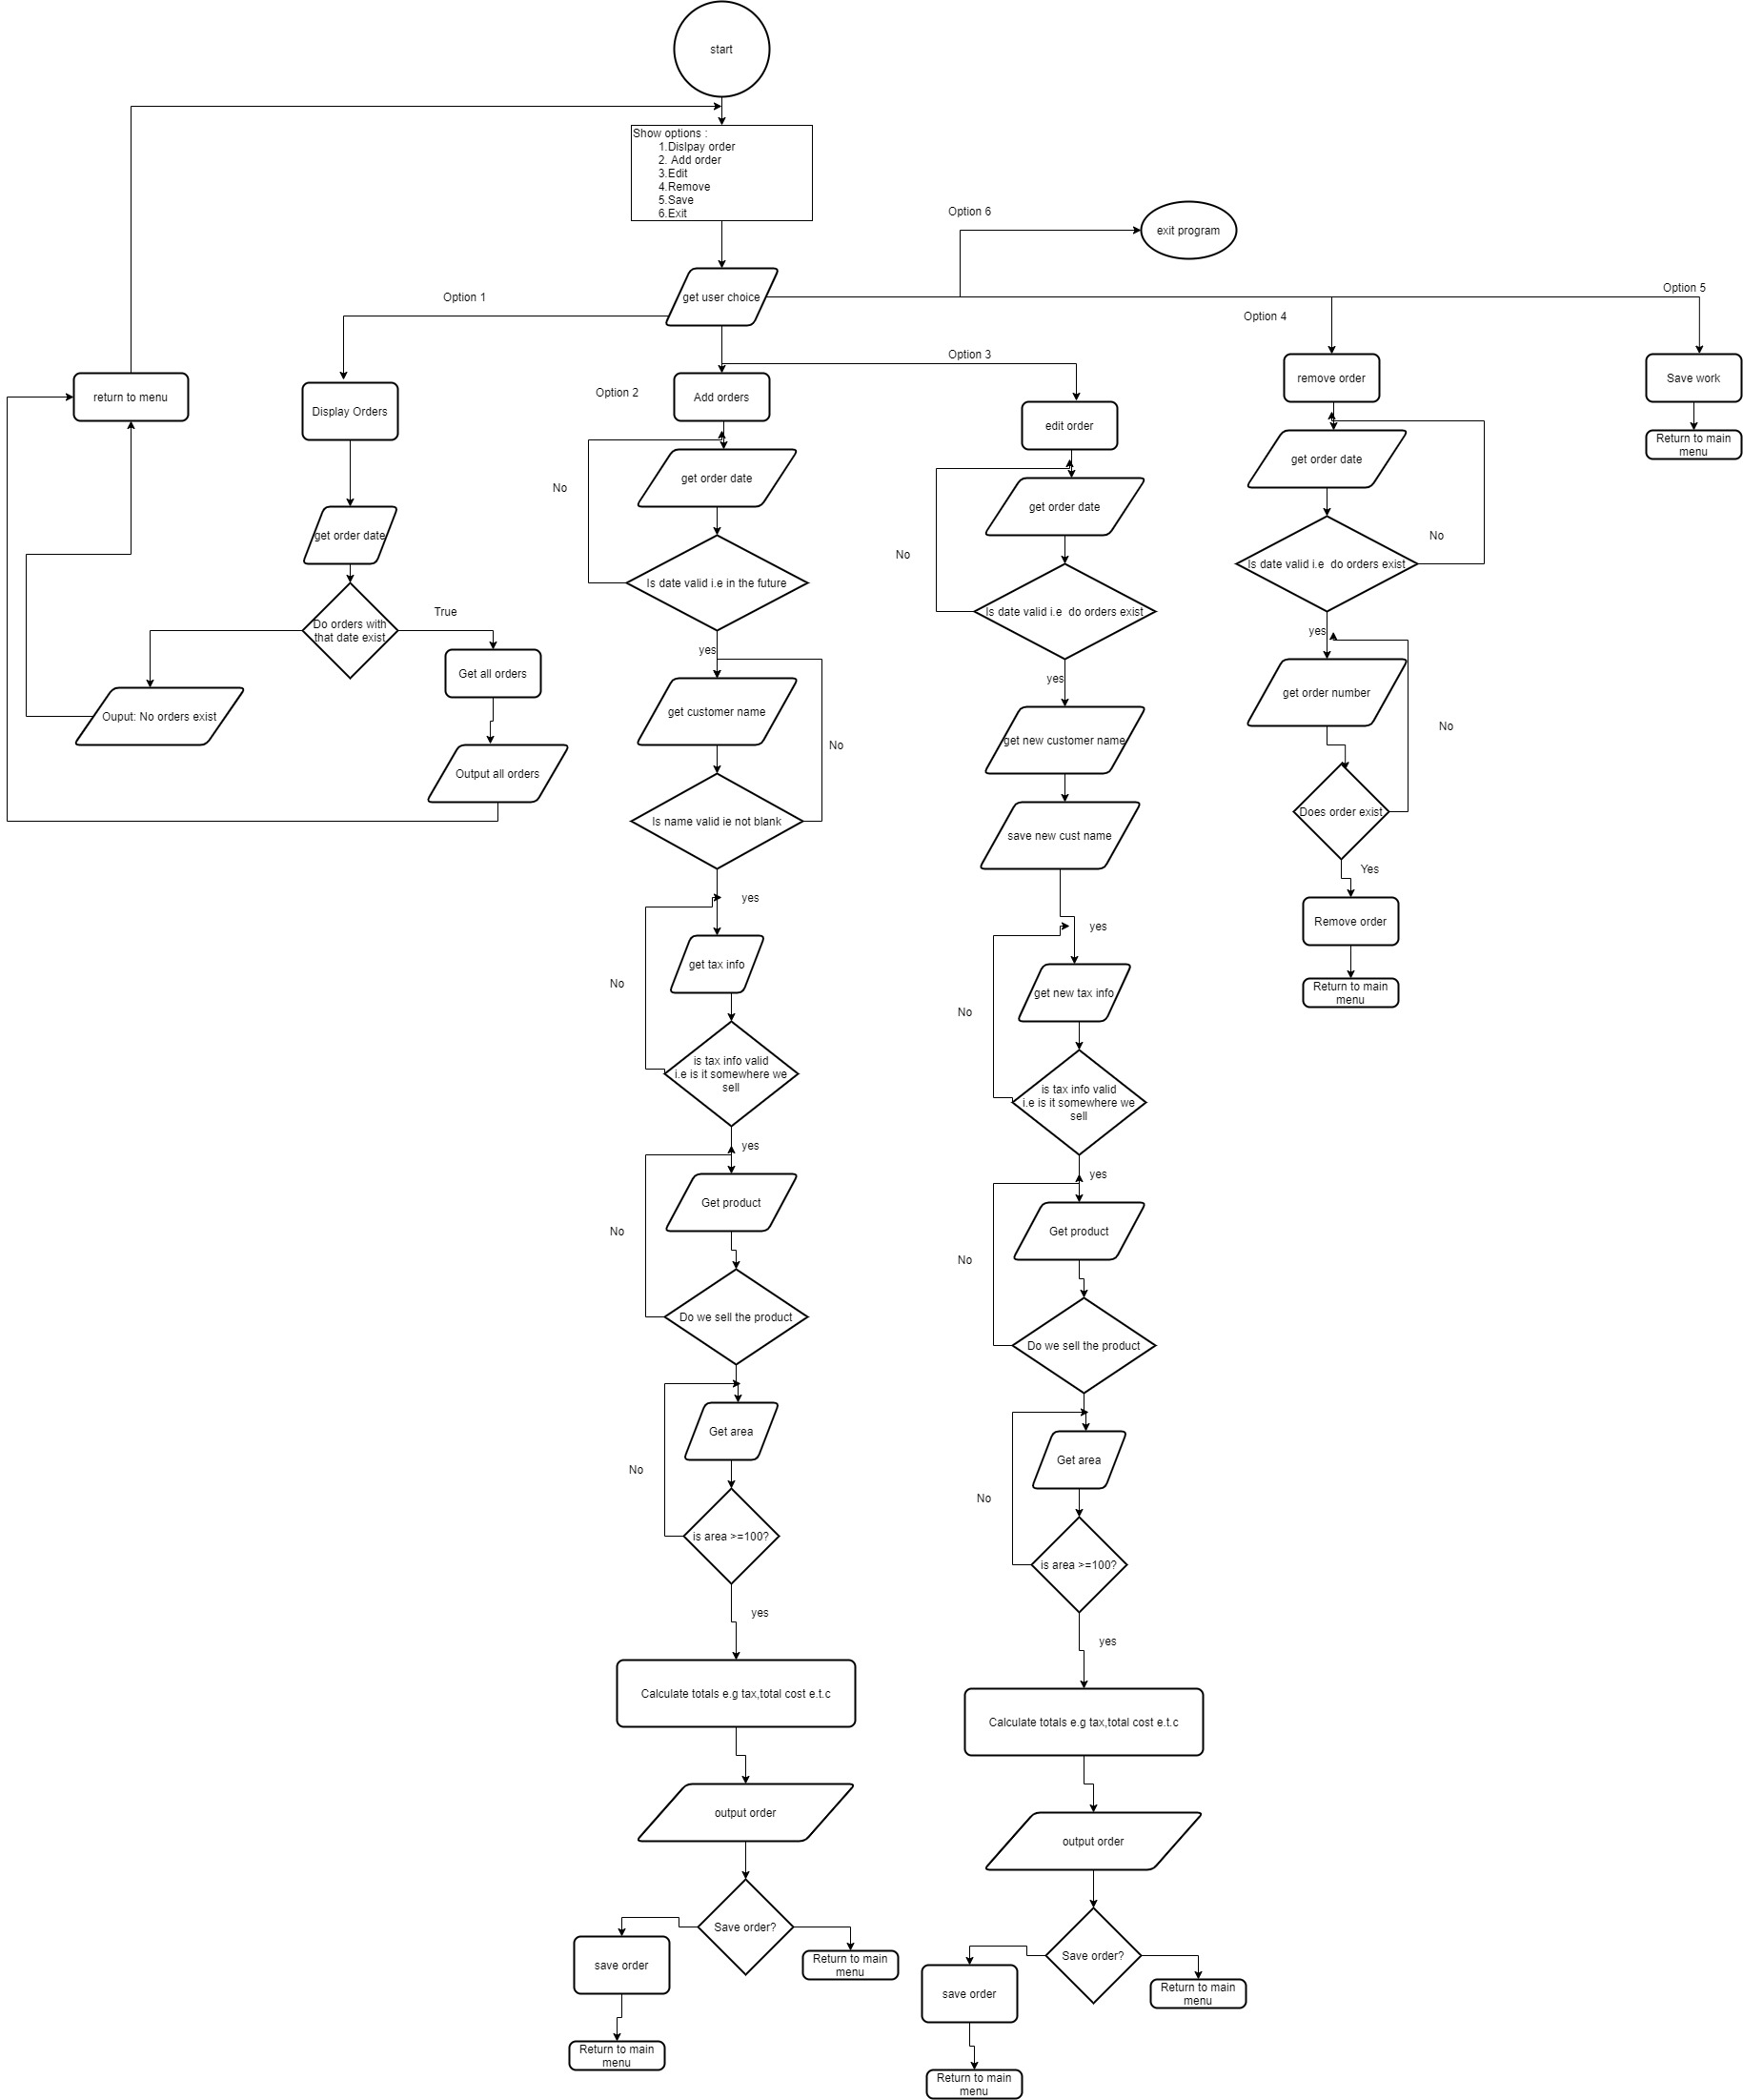 start
Show options :
1.Dislpay order
2. Add order
3.Edit
4.Remove
5.Save
6.Exit
Option 6
exit program
get user choice
Option 1
Option 5
Option 4
Option 3
Option 2
return to menu
Display Orders
get order date
Do orders with
that date exist
True
Ouput: No orders exist
Get all orders
Output all orders
Add orders
get order date
No
Is date valid i.e in the future
yes
get customer name
No
Is name valid ie not blank
yes
get tax info
No
is tax info valid
i.e is it somewhere we
sell
yes
Get product
No
Do we sell the product
Get area
No
is area >=100?
yes
Calculate totals e.g tax,total cost e.t.c
output order
Save order?
save order
Return to main
menu
Return to main
menu
edit order
get order date
No
Is date valid i.e do orders exist
yes
get new customer name
save new cust name
yes
get new tax info
No
is tax info valid
i.e is it somewhere we
sell
yes
Get product
No
Do we sell the product
Get area
No
is area >=100?
yes
Calculate totals e.g tax,total cost e.t.c
output order
Save order?
save order
Return to main
menu
Return to main
menu
remove order
get order date
No
Is date valid i.e do orders exist
yes
get order number
No
Does order exist
Yes
Remove order
Return to main
menu
Save work
Return to main
menu